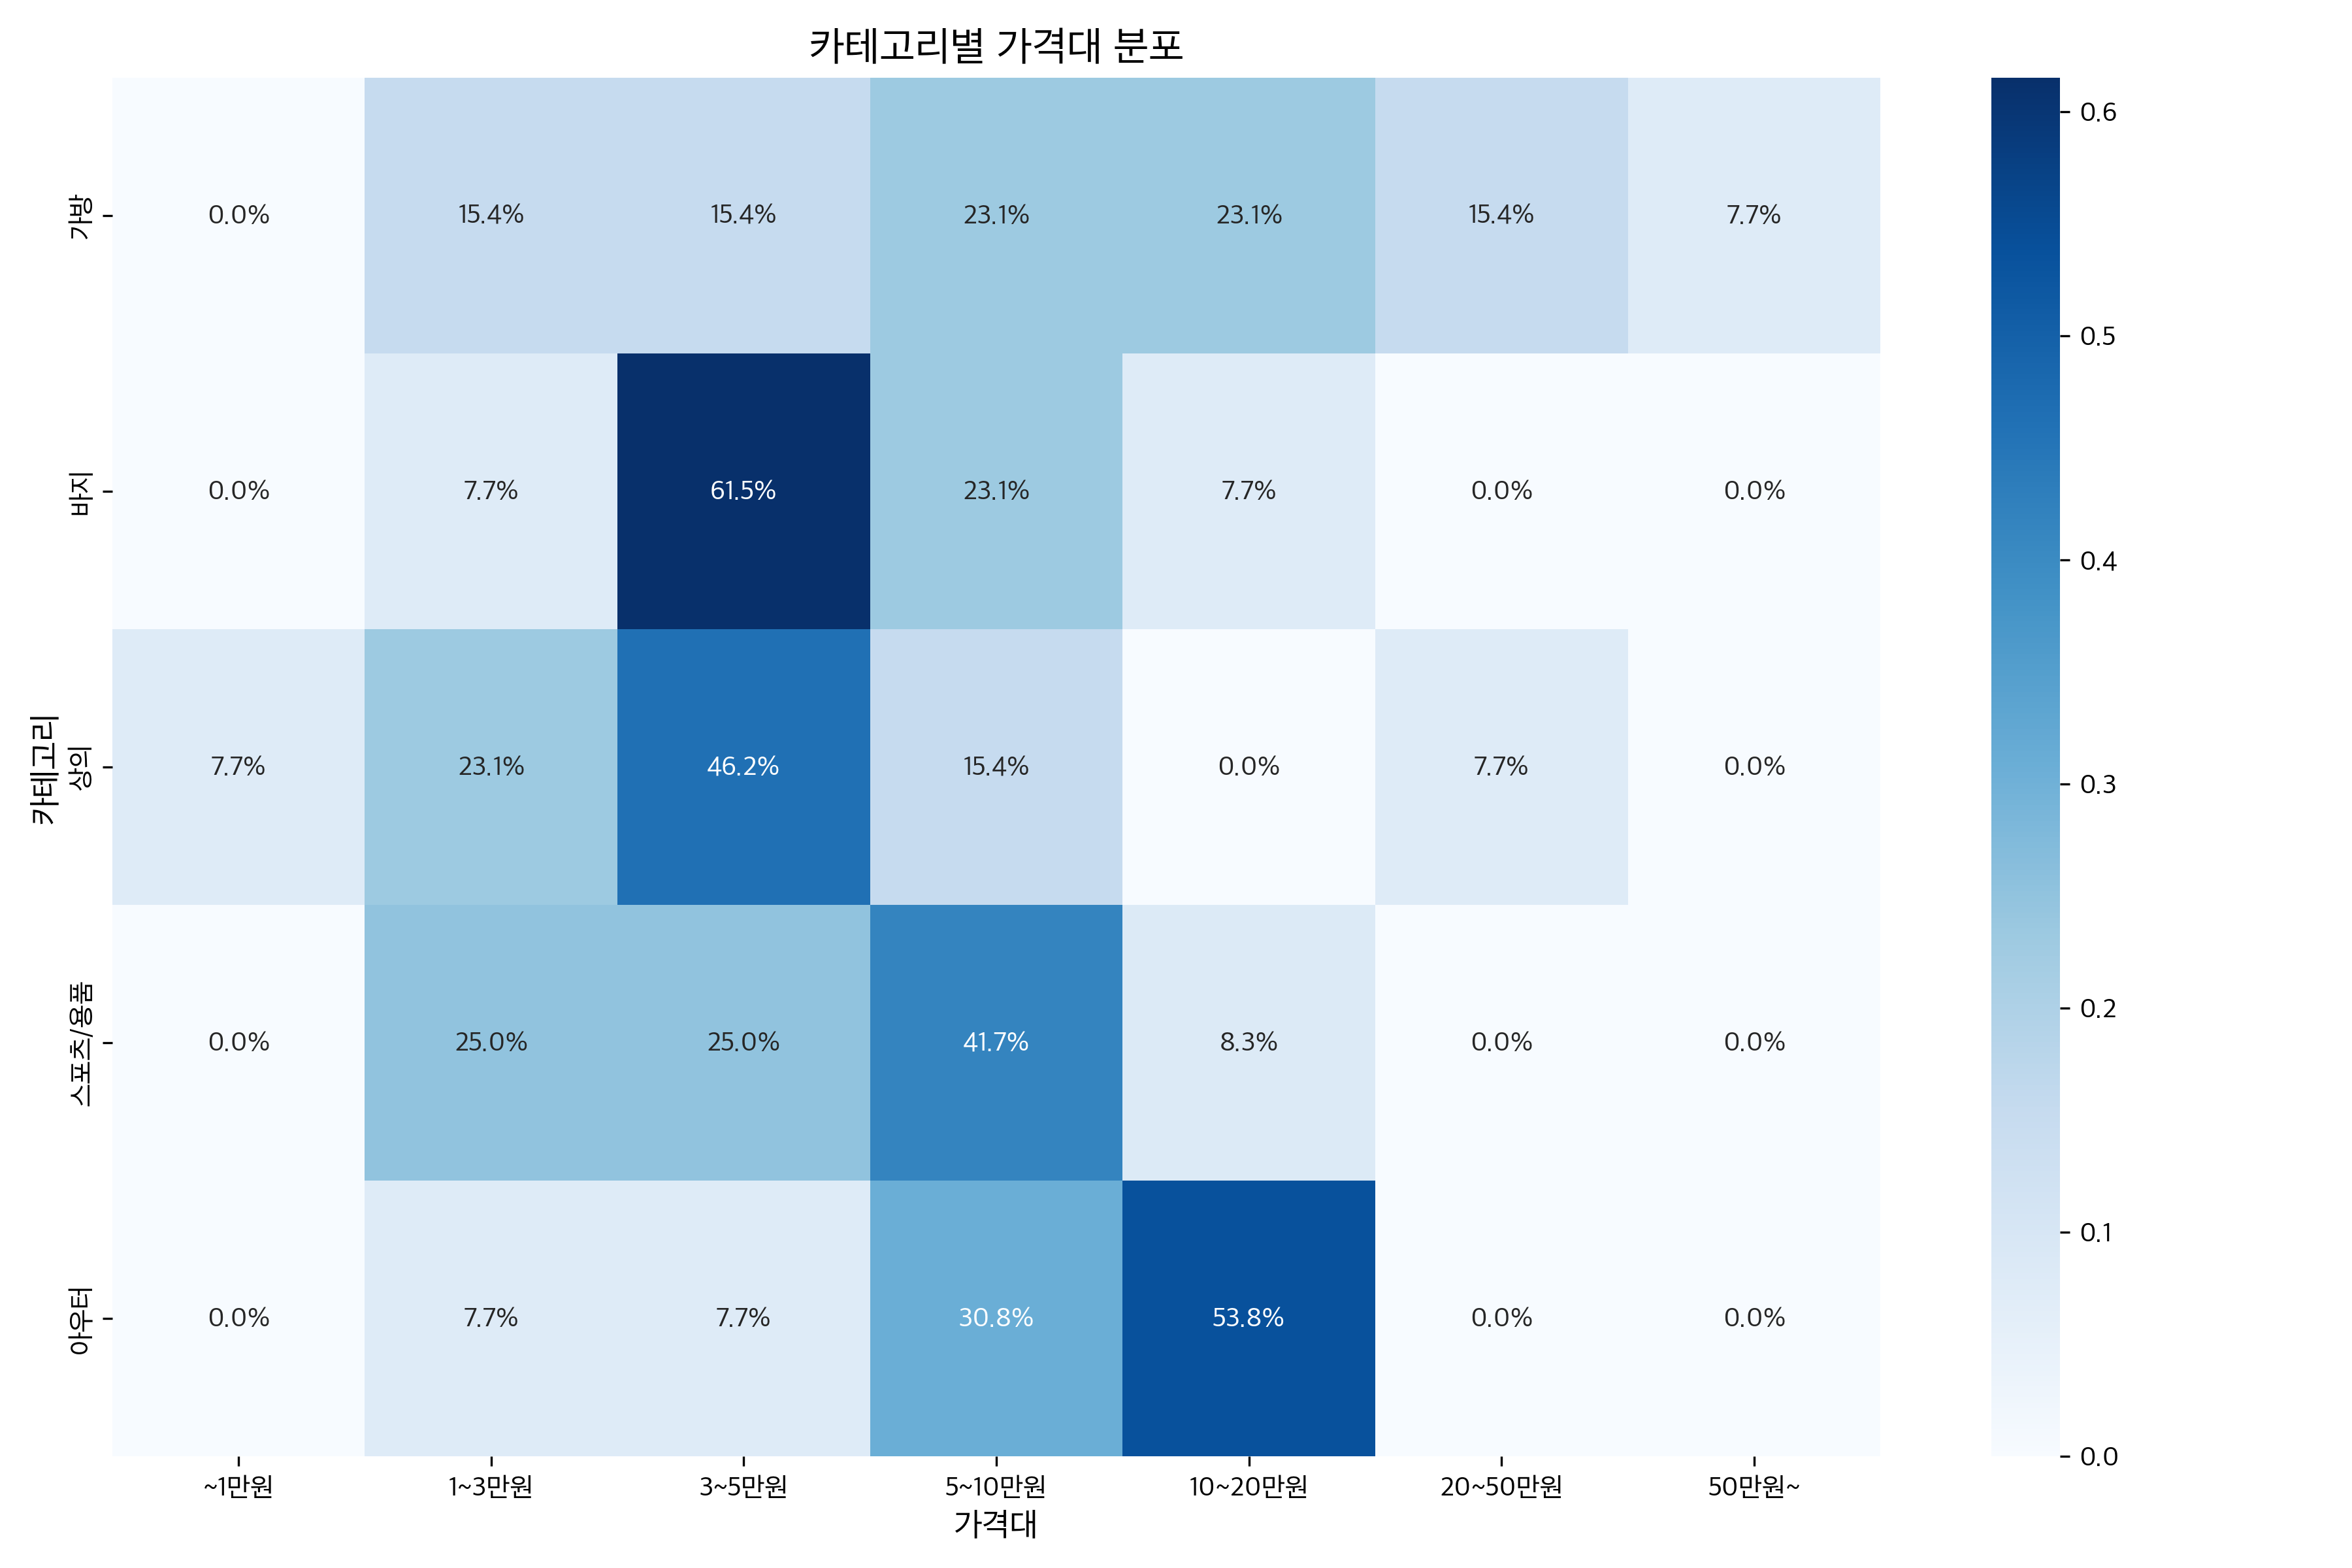 카테고리별 가격대 분포
카테고리
가방 0.0% 15.4% 15.4% 23.1% 23.1% 15.4% 7.7%
바지 0.0% 7.7% 61.5% 23.1% 7.7% 0.0% 0.0%
상의 7.7% 23.1% 46.2% 15.4% 0.0% 7.7% 0.0%
스포츠/용품 0.0% 25.0% 25.0% 41.7% 8.3% 0.0% 0.0%
아우터 0.0% 7.7% 7.7% 30.8% 53.8% 0.0% 0.0%
~1만원 1~3만원 3~5만원 5~10만원 10~20만원 20~50만원 50만원~
가격대
0.6
0.5
0.4
0.3
0.2
0.1
0.0